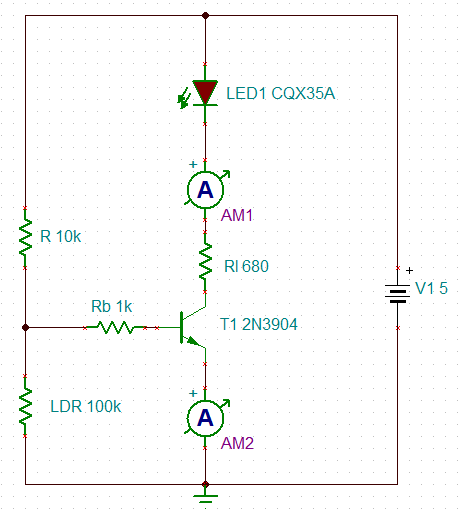 LED1 CQX35A
+
A
AM1
R 10k
Rl 680
+
V1 5
Rb 1k
T1 2N3904
+
A
LDR 100k
AM2